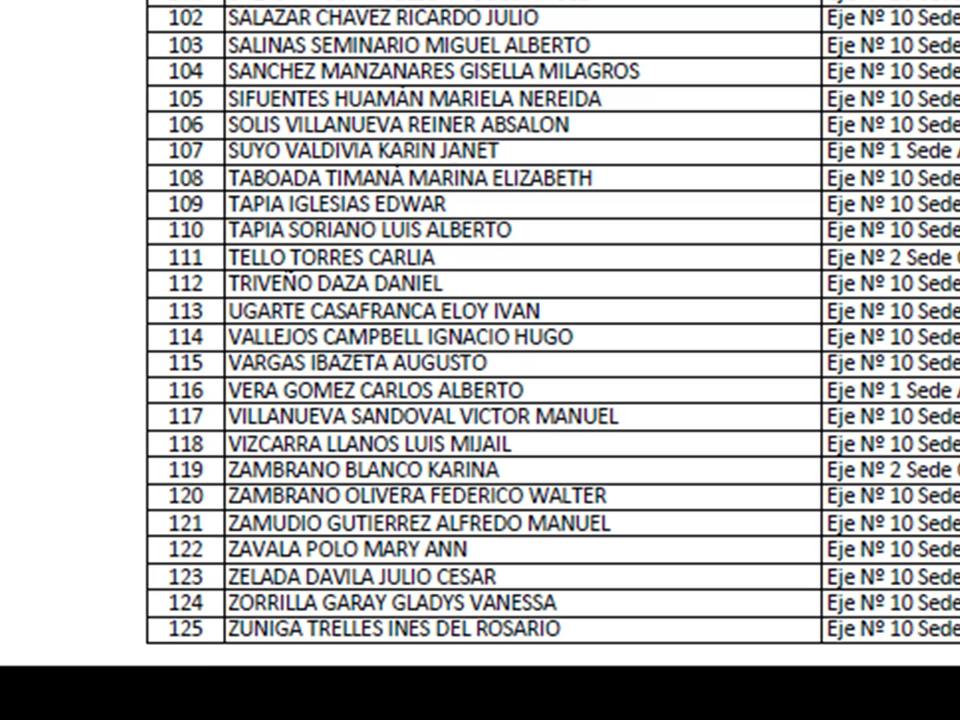 102 SALAZAR CHAVEZ RICARDO JULIO Eje Nº 10 Sede
103 SALINAS SEMINARIO MIGUEL ALBERTO Eje Nº 10 Sede
104 SANCHEZ MANZANARES GISELLA MILAGROS Eje Nº 10 Sede
105 SIFUENTES HUAMÁN MARIELA NEREIDA Eje Nº 10 Sede
106 SOLIS VILLANUEVA REINER ABSALON Eje Nº 10 Sede
107 SUYO VALDIVIA KARIN JANET Eje Nº 1 Sede
108 TABOADA TIMANÁ MARINA ELIZABETH Eje Nº 10 Sede
109 TAPIA IGLESIAS EDWAR Eje Nº 10 Sede
110 TAPIA SORIANO LUIS ALBERTO Eje Nº 10 Sede
111 TELLO TORRES CARLIA Eje Nº 2 Sede
112 TRIVEÑO DAZA DANIEL Eje Nº 10 Sede
113 UGARTE CASAFRANCA ELOY IVAN Eje Nº 10 Sede
114 VALLEJOS CAMPBELL IGNACIO HUGO Eje Nº 10 Sede
115 VARGAS IBAZETA AUGUSTO Eje Nº 10 Sede
116 VERA GOMEZ CARLOS ALBERTO Eje Nº 1 Sede
117 VILLANUEVA SANDOVAL VICTOR MANUEL Eje Nº 10 Sede
118 VIZCARRA LLANOS LUIS MIJAIL Eje Nº 10 Sede
119 ZAMBRANO BLANCO KARINA Eje Nº 2 Sede
120 ZAMBRANO OLIVERA FEDERICO WALTER Eje Nº 10 Sede
121 ZAMUDIO GUTIERREZ ALFREDO MANUEL Eje Nº 10 Sede
122 ZAVALA POLO MARY ANN Eje Nº 10 Sede
123 ZELADA DAVILA JULIO CESAR Eje Nº 10 Sede
124 ZORRILLA GARAY GLADYS VANESSA Eje Nº 10 Sede
125 ZUNIGA TRELLES INES DEL ROSARIO Eje Nº 10 Sede